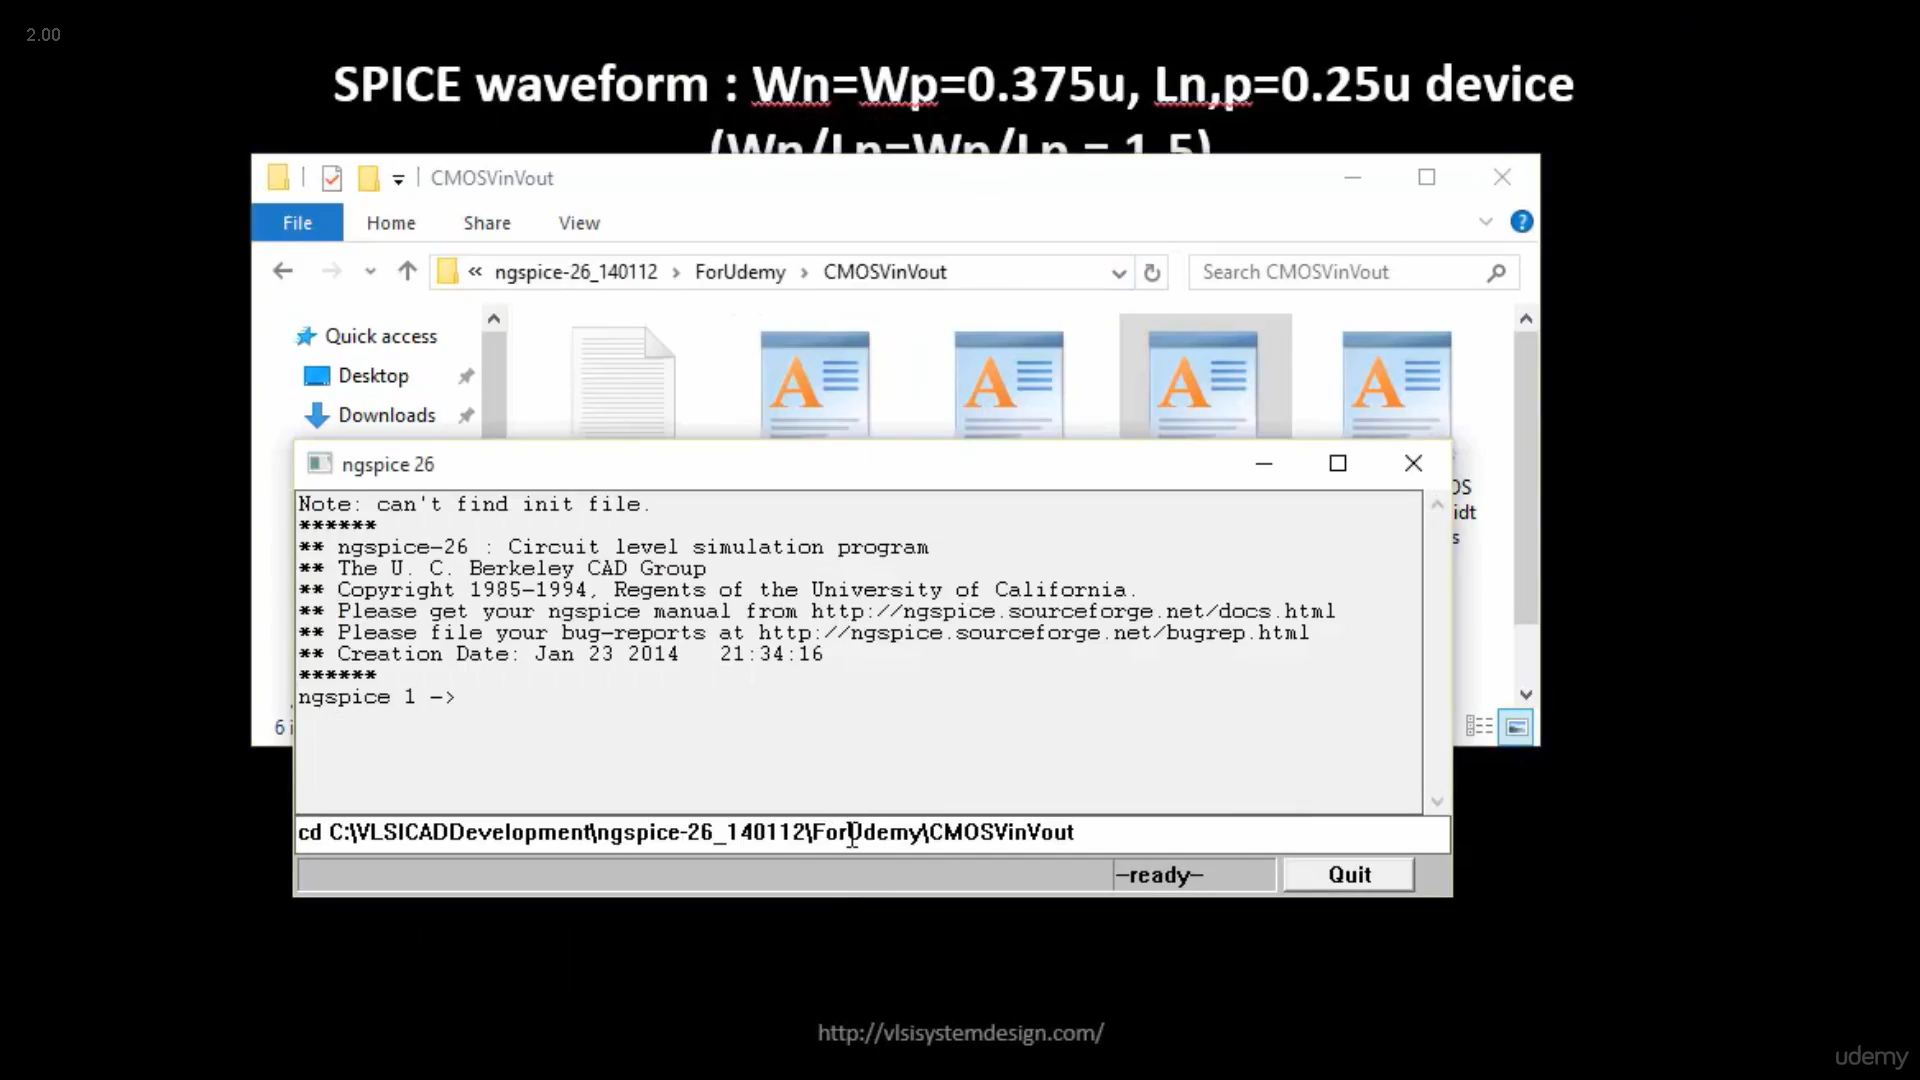 2.00
SPICE waveform : Wn=Wp=0.375u, Ln,p=0.25u device
(Wn/Ln=Wp/Lp = 1.5)
CMOSVinVout
File Home Share View
« ngspice-26_140112 > ForUdemy > CMOSVinVout
Search CMOSVinVout
Quick access
Desktop
Downloads
ngspice 26
OS
idt
s
6 i
Note: can't find init file.
******
** ngspice-26 : Circuit level simulation program
** The U. C. Berkeley CAD Group
** Copyright 1985-1994, Regents of the University of California.
** Please get your ngspice manual from http://ngspice.sourceforge.net/docs.html
** Please file your bug-reports at http://ngspice.sourceforge.net/bugrep.html
** Creation Date: Jan 23 2014   21:34:16
******
ngspice 1 ->
cd C:\VLSICADDevelopment\ngspice-26_140112\ForUdemy\CMOSVinVout
--ready--
Quit
http://vlsisystemdesign.com/
udemy